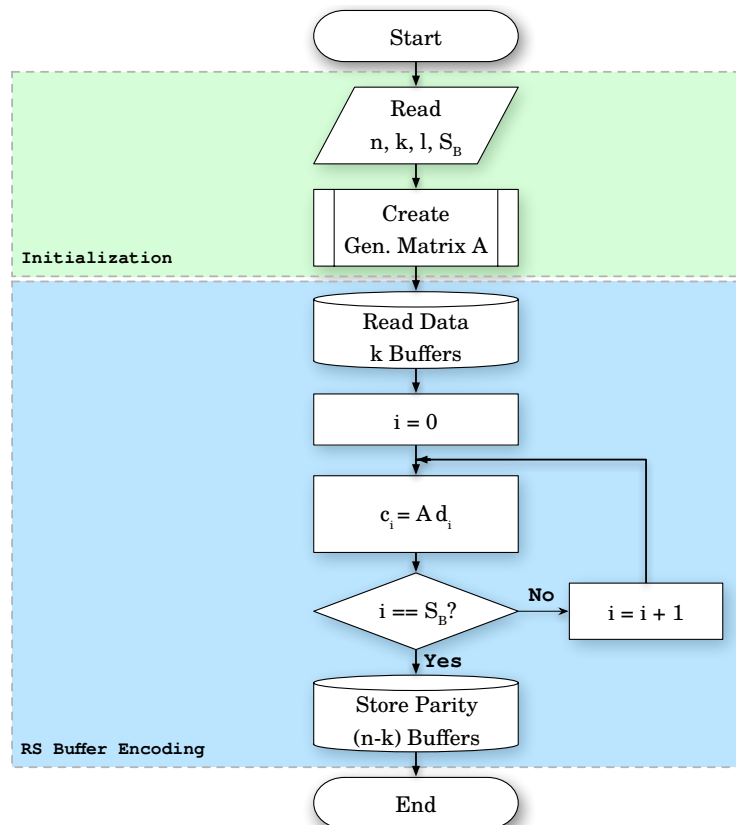 Start
Read
n, k, l, S_B
Create
Gen. Matrix A
Initialization
Read Data
k Buffers
i = 0
c_i = A d_i
i == S_B?
No
i = i + 1
Yes
Store Parity
(n-k) Buffers
RS Buffer Encoding
End